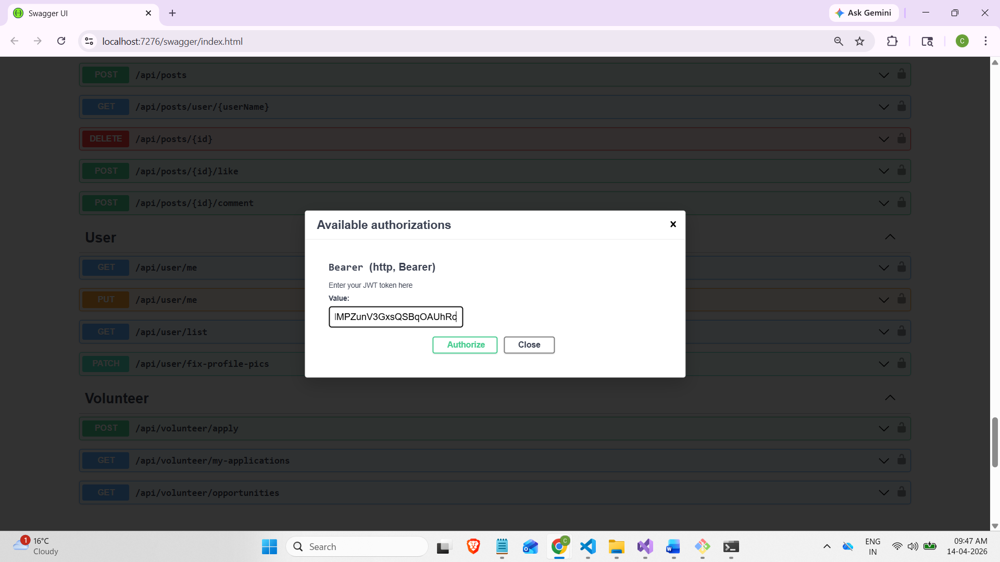 Swagger UI
Ask Gemini
localhost:7276/swagger/index.html
C
POST /api/posts
GET /api/posts/user/{userName}
DELETE /api/posts/{id}
POST /api/posts/{id}/like
POST /api/posts/{id}/comment
User
GET /api/user/me
PUT /api/user/me
GET /api/user/list
PATCH /api/user/fix-profile-pics
Available authorizations
Bearer (http, Bearer)
Enter your JWT token here
Value:
Authorize
Close
Volunteer
POST /api/volunteer/apply
GET /api/volunteer/my-applications
GET /api/volunteer/opportunities
1
16°C
Cloudy
Search
C
ENG
IN
09:47 AM
14-04-2026